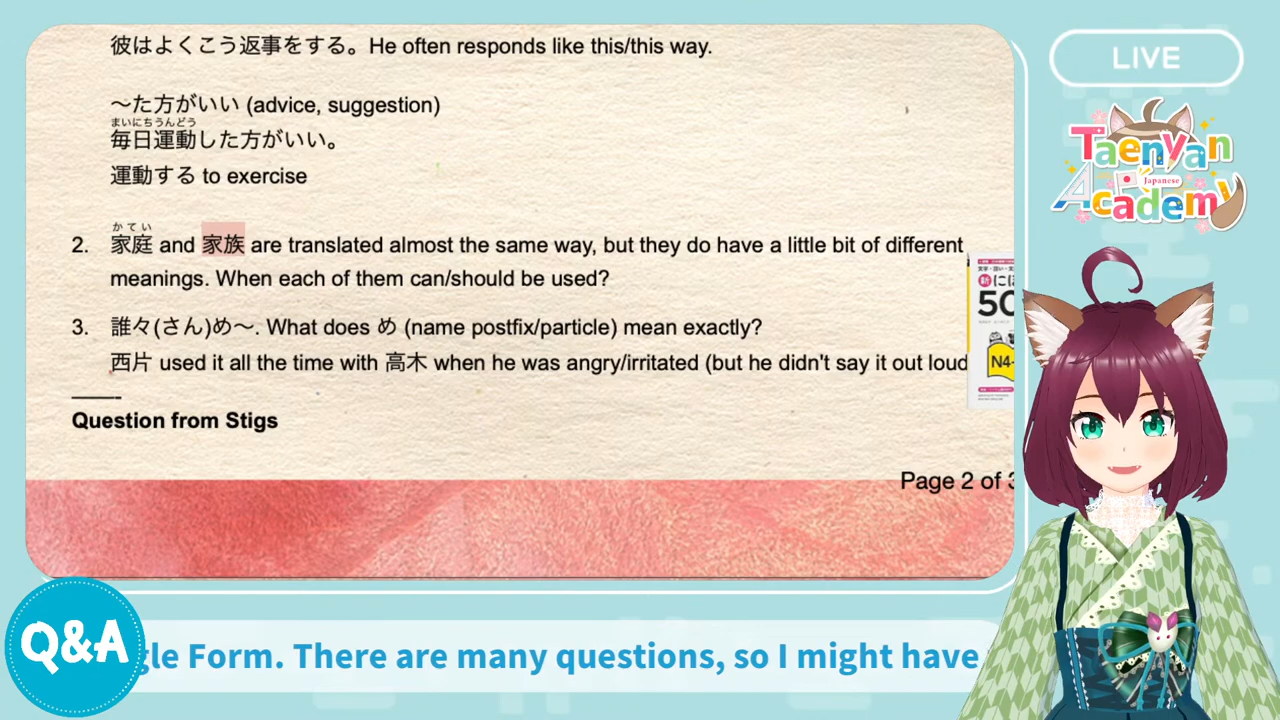 彼はよくこう返事をする。He often responds like this/this way.
〜た方がいい (advice, suggestion)
まいにちうんどう
毎日運動した方がいい。
運動する to exercise
かてい
2. 家庭 and 家族 are translated almost the same way, but they do have a little bit of different
meanings. When each of them can/should be used?
3. 誰々(さん)め〜. What does め (name postfix/particle) mean exactly?
西片 used it all the time with 高木 when he was angry/irritated (but he didn't say it out loud
Question from Stigs
Page 2 of 3
LIVE
Taenyan
Japanese
Academy
50
N4-
Q&A
gle Form. There are many questions, so I might have